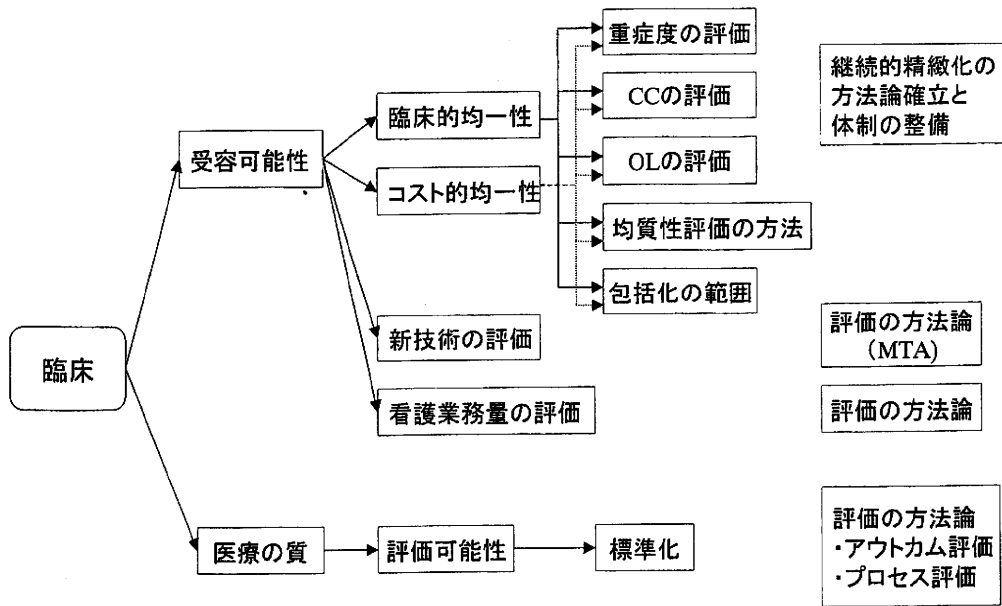 重症度の評価
継続的精緻化の
方法論確立と
体制の整備
CCの評価
臨床的均一性
受容可能性
OLの評価
コスト的均一性
均質性評価の方法
包括化の範囲
新技術の評価
評価の方法論
(MTA)
臨床
看護業務量の評価
評価の方法論
医療の質
評価可能性
標準化
評価の方法論
・アウトカム評価
・プロセス評価